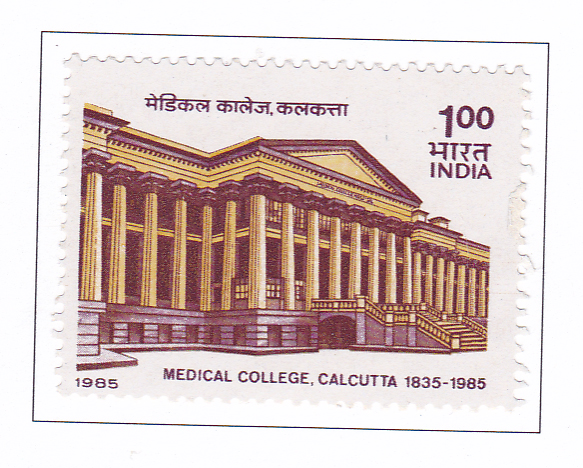 मेडिकल कालेज, कलकत्ता
1.00
भारत
INDIA
1985
MEDICAL COLLEGE, CALCUTTA 1835-1985